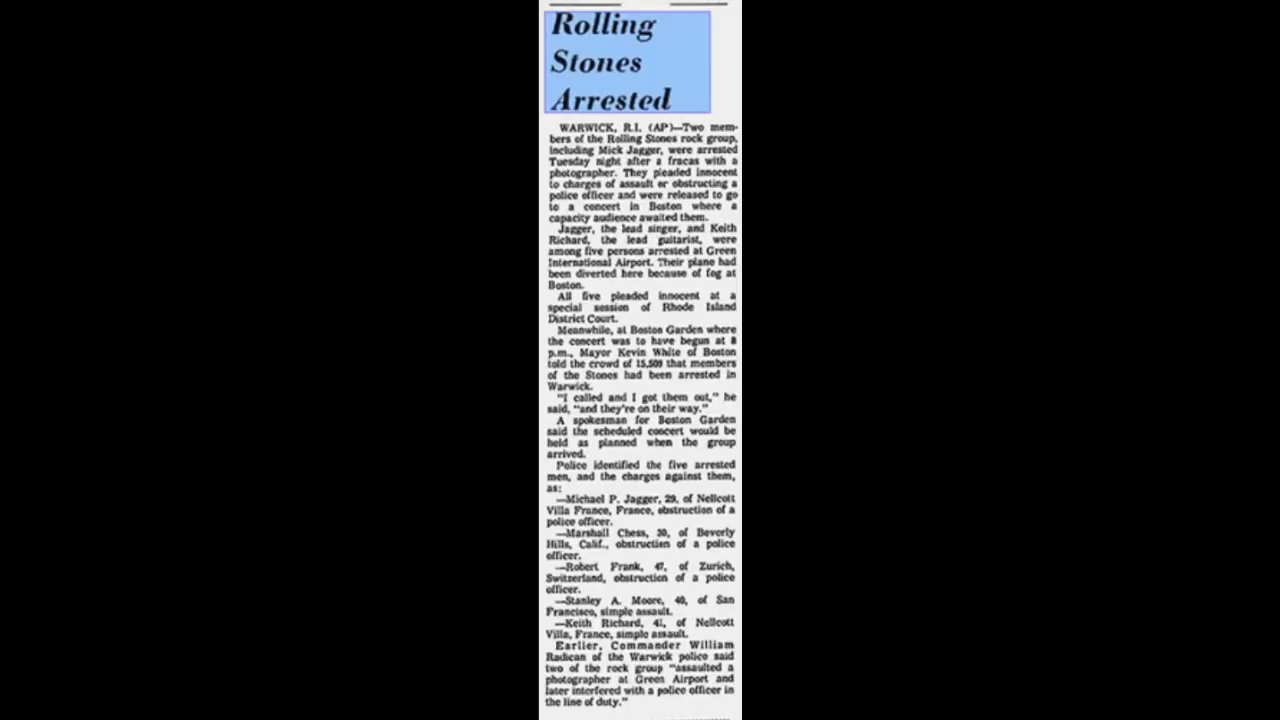 Rolling
Stones
Arrested
WARWICK, R.I. (AP)—Two mem-
bers of the Rolling Stones rock group,
including Mick Jagger, were arrested
Tuesday night after a fracas with a
photographer. They pleaded innocent
to charges of assault or obstructing a
police officer and were released to go
to a concert in Boston where a
capacity audience awaited them.
Jagger, the lead singer, and Keith
Richard, the lead guitarist, were
among five persons arrested at Green
International Airport. Their plane had
been diverted here because of fog at
Boston.
All five pleaded innocent at a
special session of Rhode Island
District Court.
Meanwhile, at Boston Garden where
the concert was to have begun at 8
p.m., Mayor Kevin White of Boston
told the crowd of 15,509 that members
of the Stones had been arrested in
Warwick.
"I called and I got them out," he
said, "and they're on their way."
A spokesman for Boston Garden
said the scheduled concert would be
held as planned when the group
arrived.
Police identified the five arrested
men, and the charges against them,
as:
—Michael P. Jagger, 29, of Nellcott
Villa France, France, obstruction of a
police officer.
—Marshall Chess, 30, of Beverly
Hills, Calif., obstruction of a police
officer.
—Robert Frank, 47, of Zurich,
Switzerland, obstruction of a police
officer.
—Stanley A. Moore, 40, of San
Francisco, simple assault.
—Keith Richard, 41, of Nellcott
Villa, France, simple assault.
Earlier, Commander William
Radican of the Warwick police said
two of the rock group "assaulted a
photographer at Green Airport and
later interfered with a police officer in
the line of duty."